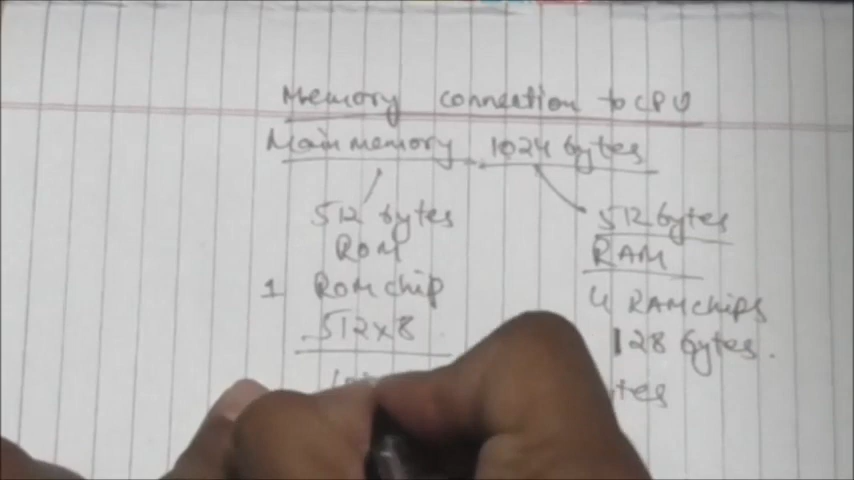 Memory connection to CPU
Main memory 1024 bytes
512 bytes
ROM
1 ROM chip
512x8
512 bytes
RAM
4 RAM chips
128 bytes.